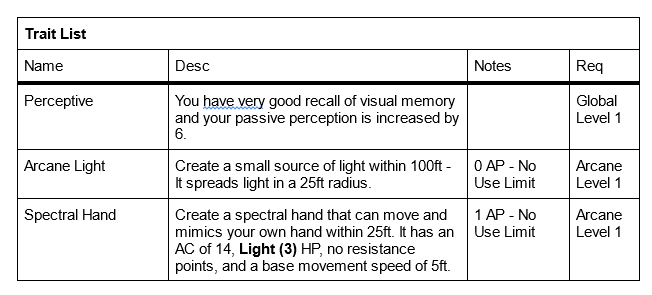 Trait List
Name Desc Notes Req
Perceptive You have very good recall of visual memory Global
and your passive perception is increased by Level 1
6.
Arcane Light Create a small source of light within 100ft - 0 AP - No Arcane
It spreads light in a 25ft radius. Use Limit Level 1
Spectral Hand Create a spectral hand that can move and 1 AP - No Arcane
mimics your own hand within 25ft. It has an Use Limit Level 1
AC of 14, Light (3) HP, no resistance
points, and a base movement speed of 5ft.